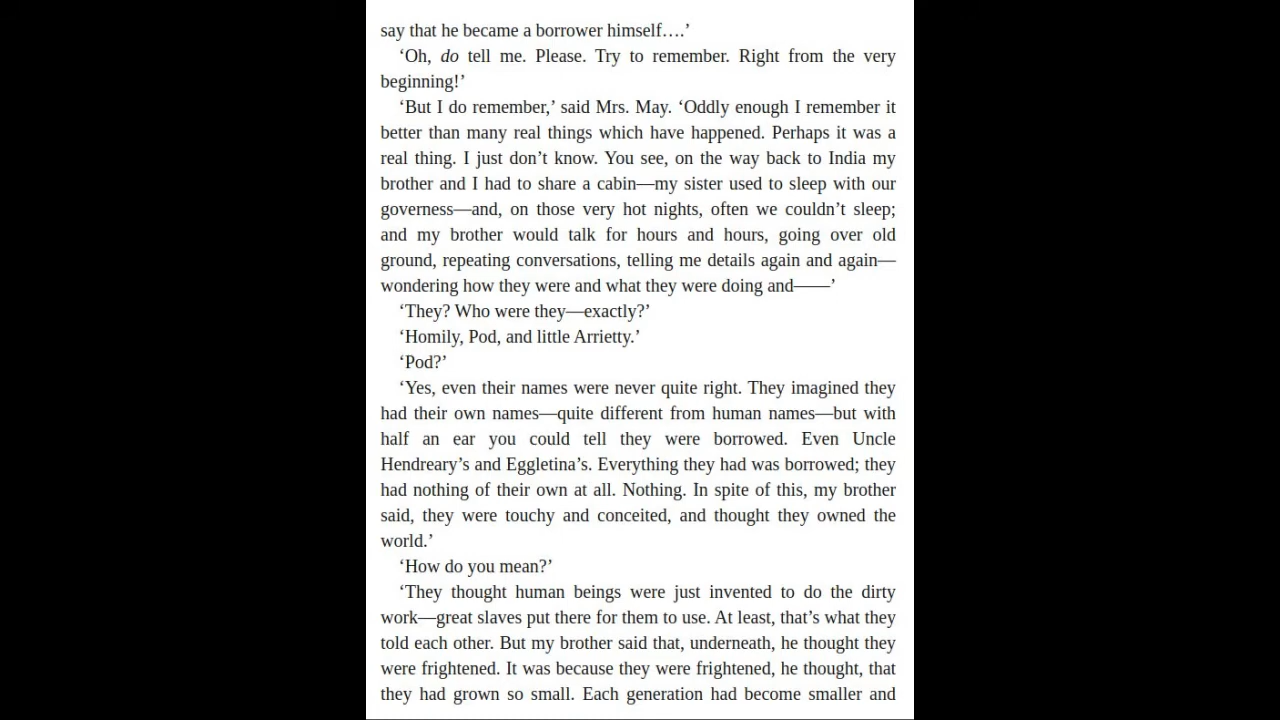 say that he became a borrower himself….’
‘Oh, do tell me. Please. Try to remember. Right from the very
beginning!’
‘But I do remember,’ said Mrs. May. ‘Oddly enough I remember it
better than many real things which have happened. Perhaps it was a
real thing. I just don’t know. You see, on the way back to India my
brother and I had to share a cabin—my sister used to sleep with our
governess—and, on those very hot nights, often we couldn’t sleep;
and my brother would talk for hours and hours, going over old
ground, repeating conversations, telling me details again and again—
wondering how they were and what they were doing and——’
‘They? Who were they—exactly?’
‘Homily, Pod, and little Arrietty.’
‘Pod?’
‘Yes, even their names were never quite right. They imagined they
had their own names—quite different from human names—but with
half an ear you could tell they were borrowed. Even Uncle
Hendreary’s and Eggletina’s. Everything they had was borrowed; they
had nothing of their own at all. Nothing. In spite of this, my brother
said, they were touchy and conceited, and thought they owned the
world.’
‘How do you mean?’
‘They thought human beings were just invented to do the dirty
work—great slaves put there for them to use. At least, that’s what they
told each other. But my brother said that, underneath, he thought they
were frightened. It was because they were frightened, he thought, that
they had grown so small. Each generation had become smaller and